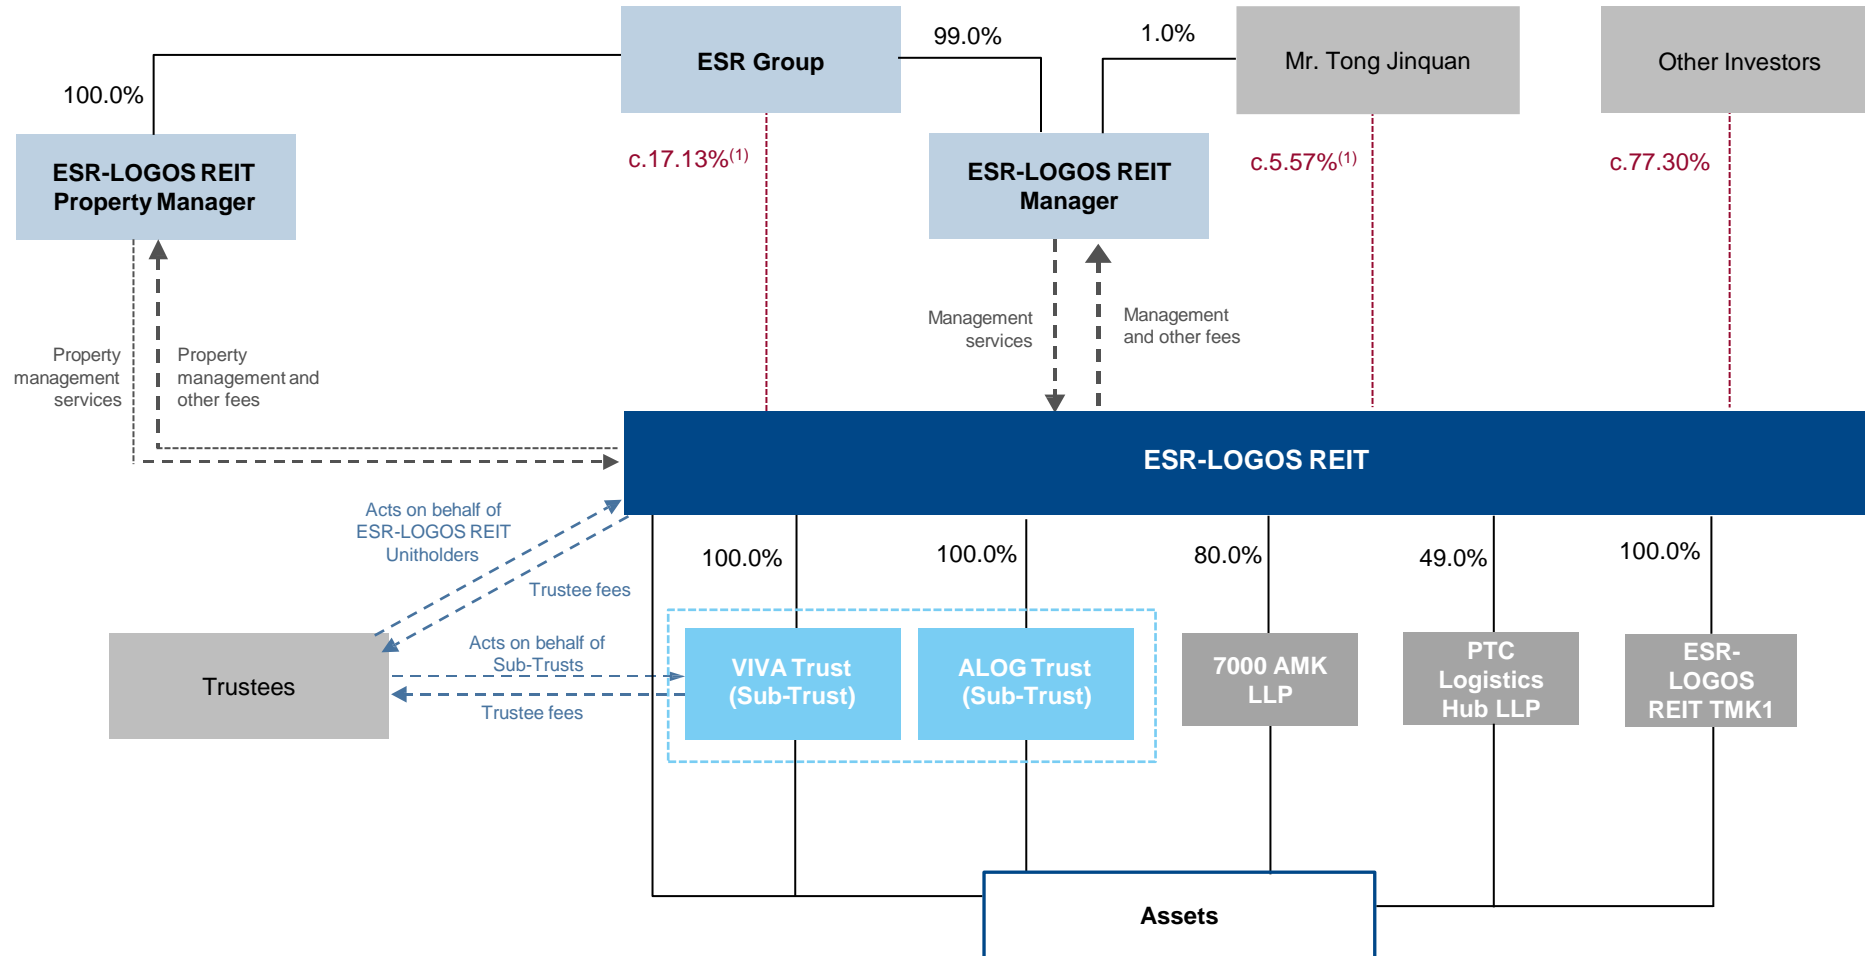 99.0%
1.0%
ESR Group
Mr. Tong Jinquan
Other Investors
100.0%
c.17.13%(1)
c.5.57%(1)
c.77.30%
ESR-LOGOS REIT
Property Manager
ESR-LOGOS REIT
Manager
Property
management
services
Property
management and
other fees
Management
services
Management
and other fees
ESR-LOGOS REIT
Acts on behalf of
ESR-LOGOS REIT
Unitholders
Trustee fees
100.0%
100.0%
80.0%
49.0%
100.0%
Trustees
Acts on behalf of
Sub-Trusts
Trustee fees
VIVA Trust
(Sub-Trust)
ALOG Trust
(Sub-Trust)
7000 AMK
LLP
PTC
Logistics
Hub LLP
ESR-
LOGOS
REIT TMK1
Assets